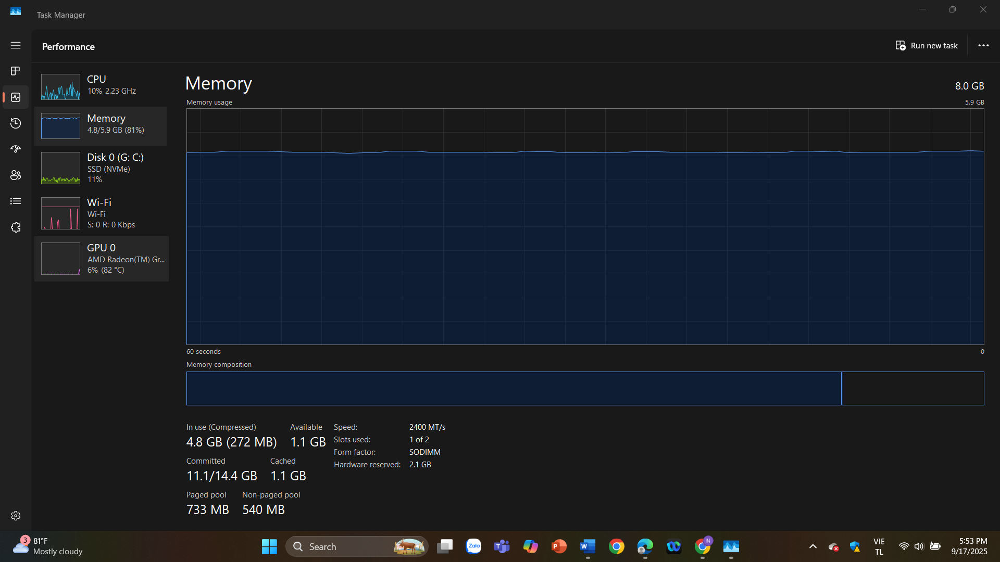 Task Manager
Performance
Run new task
CPU
10% 2.23 GHz
Memory
4.8/5.9 GB (81%)
Disk 0 (G: C:)
SSD (NVMe)
11%
Wi-Fi
Wi-Fi
S: 0 R: 0 Kbps
GPU 0
AMD Radeon(TM) Gr...
6% (82 °C)
Memory
8.0 GB
Memory usage
5.9 GB
60 seconds
0
Memory composition
In use (Compressed)
4.8 GB (272 MB)
Available
1.1 GB
Committed
11.1/14.4 GB
Cached
1.1 GB
Paged pool
733 MB
Non-paged pool
540 MB
Speed: 2400 MT/s
Slots used: 1 of 2
Form factor: SODIMM
Hardware reserved: 2.1 GB
3
81°F
Mostly cloudy
Search
Zalo
T
P
W
N
VIE
TL
5:53 PM
9/17/2025